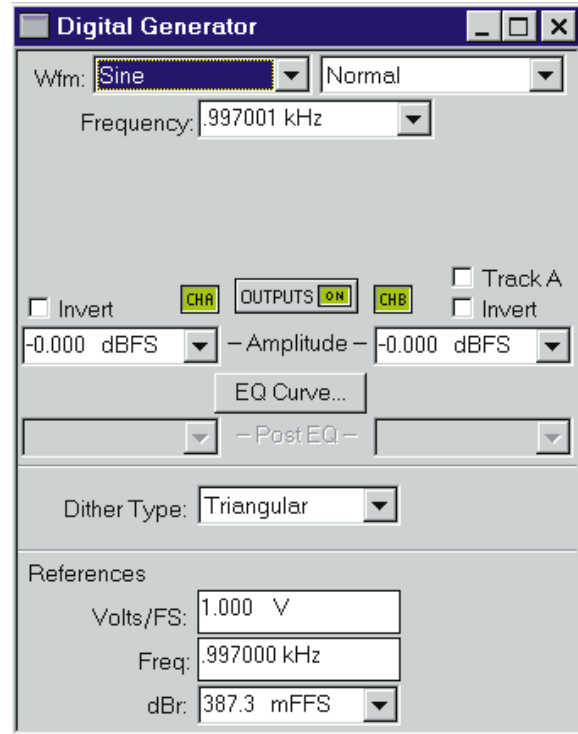 Digital Generator
Wfm: Sine Normal
Frequency: .997001 kHz
Track A
Invert CHA OUTPUTS ON CHB Invert
-0.000 dBFS – Amplitude – -0.000 dBFS
EQ Curve...
– Post EQ –
Dither Type: Triangular
References
Volts/FS: 1.000 V
Freq: .997000 kHz
dBr: 387.3 mFFS